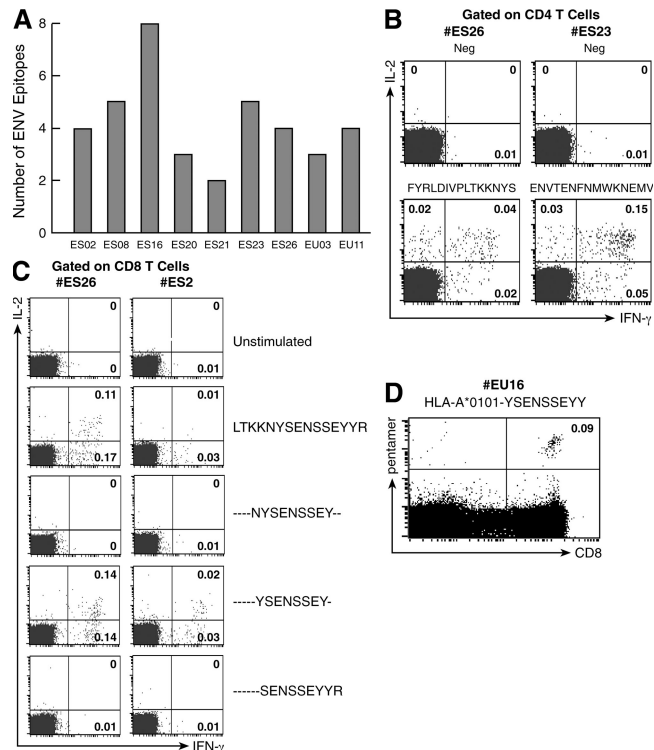 A
Number of ENV Epitopes
8
6
4
2
0
ES02 ES08 ES16 ES20 ES21 ES23 ES26 EU03 EU11
B
Gated on CD4 T Cells
#ES26 #ES23
Neg Neg
IL-2
0 0 0 0
0.01 0.01
FYRLDIVPLTKKNYS ENVTENFNMWKNEMV
0.02 0.04 0.03 0.15
0.02 0.05
IFN-γ
C
Gated on CD8 T Cells
#ES26 #ES2
IL-2
0 0
Unstimulated
0 0.01
0.11 0.01
LTKKNYSENSSEYYR
0.17 0.03
0 0
----NYSENSSEY--
0 0.01
0.14 0.02
-----YSENSSEY-
0.14 0.03
0 0
------SENSSEYYR
0.01 0.01
IFN-γ
D
#EU16
HLA-A*0101-YSENSSEYY
pentamer
0.09
CD8